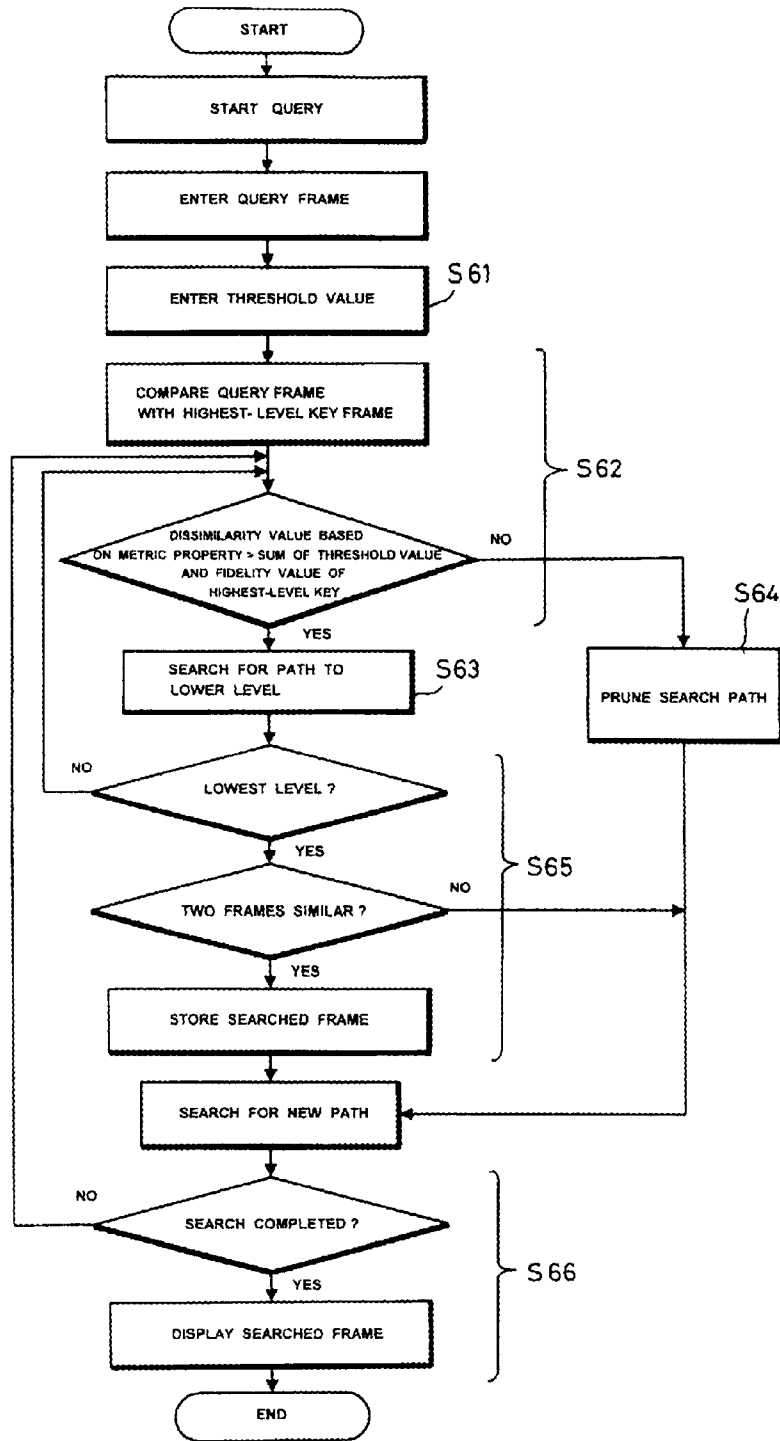 START
START QUERY
ENTER QUERY FRAME
ENTER THRESHOLD VALUE
S61
COMPARE QUERY FRAME
WITH HIGHEST-LEVEL KEY FRAME
S62
DISSIMILARITY VALUE BASED
ON METRIC PROPERTY > SUM OF THRESHOLD VALUE
AND FIDELITY VALUE OF
HIGHEST-LEVEL KEY
NO
YES
S64
PRUNE SEARCH PATH
SEARCH FOR PATH TO
LOWER LEVEL
S63
NO
LOWEST LEVEL ?
YES
S65
TWO FRAMES SIMILAR ?
NO
YES
STORE SEARCHED FRAME
SEARCH FOR NEW PATH
NO
SEARCH COMPLETED ?
YES
S66
DISPLAY SEARCHED FRAME
END